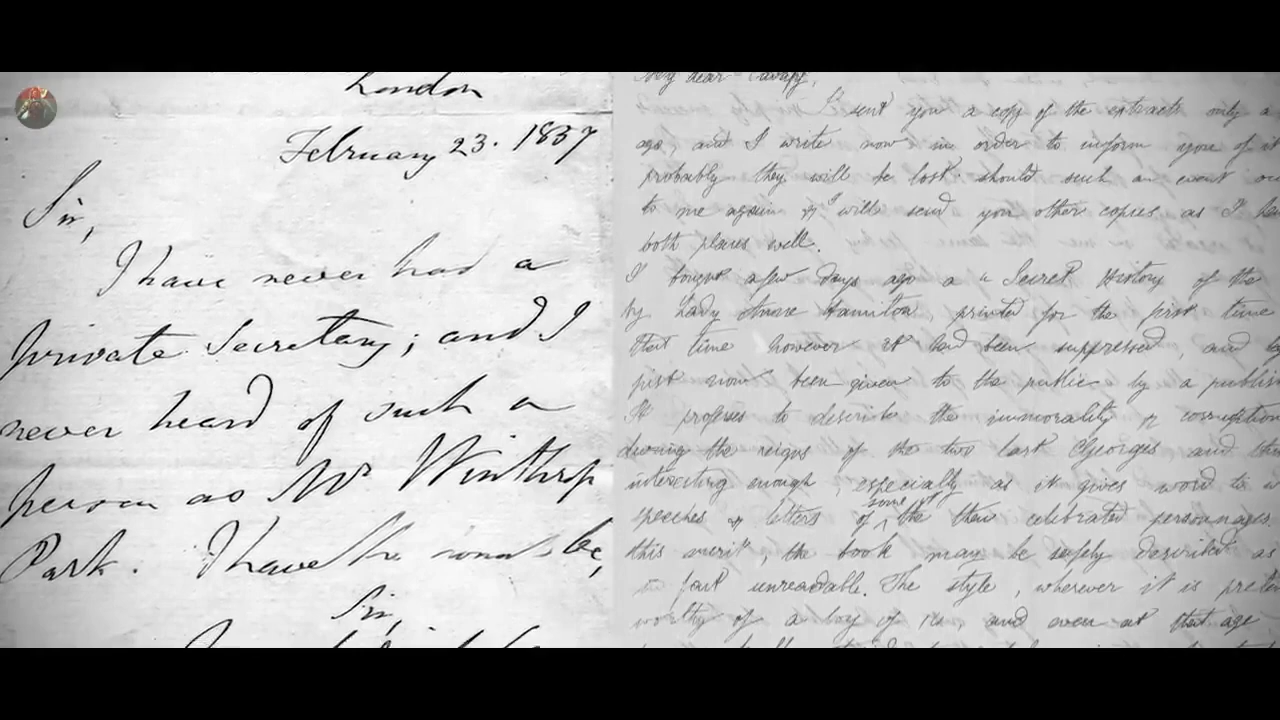 London
February 23. 1837
Sir,
I have never had a
Private Secretary; and I
never heard of such a
person as Mr Winthrop
Park. I have the honor to be,
Sir,
My dear Cavafy,
I sent you a copy of the extracts only a
ago, and I write now in order to inform you of it
probably they will be lost. should such an event
to me again I will send you other copies as I
both places well.
I bought a few days ago a "Secret History of the
by Lady Anne Hamilton, printed for the first time
that time however it had been suppressed, and
just now been given to the public by a
It professes to describe the immorality & corruption
during the reigns of the two last Georges and
interesting enough, especially as it gives word to
speeches & letters of some of the then celebrated personages.
this merit, the book may be safely described as
in fact unreadable. The style, wherever it is
worthy of a boy of ten, and even at that age